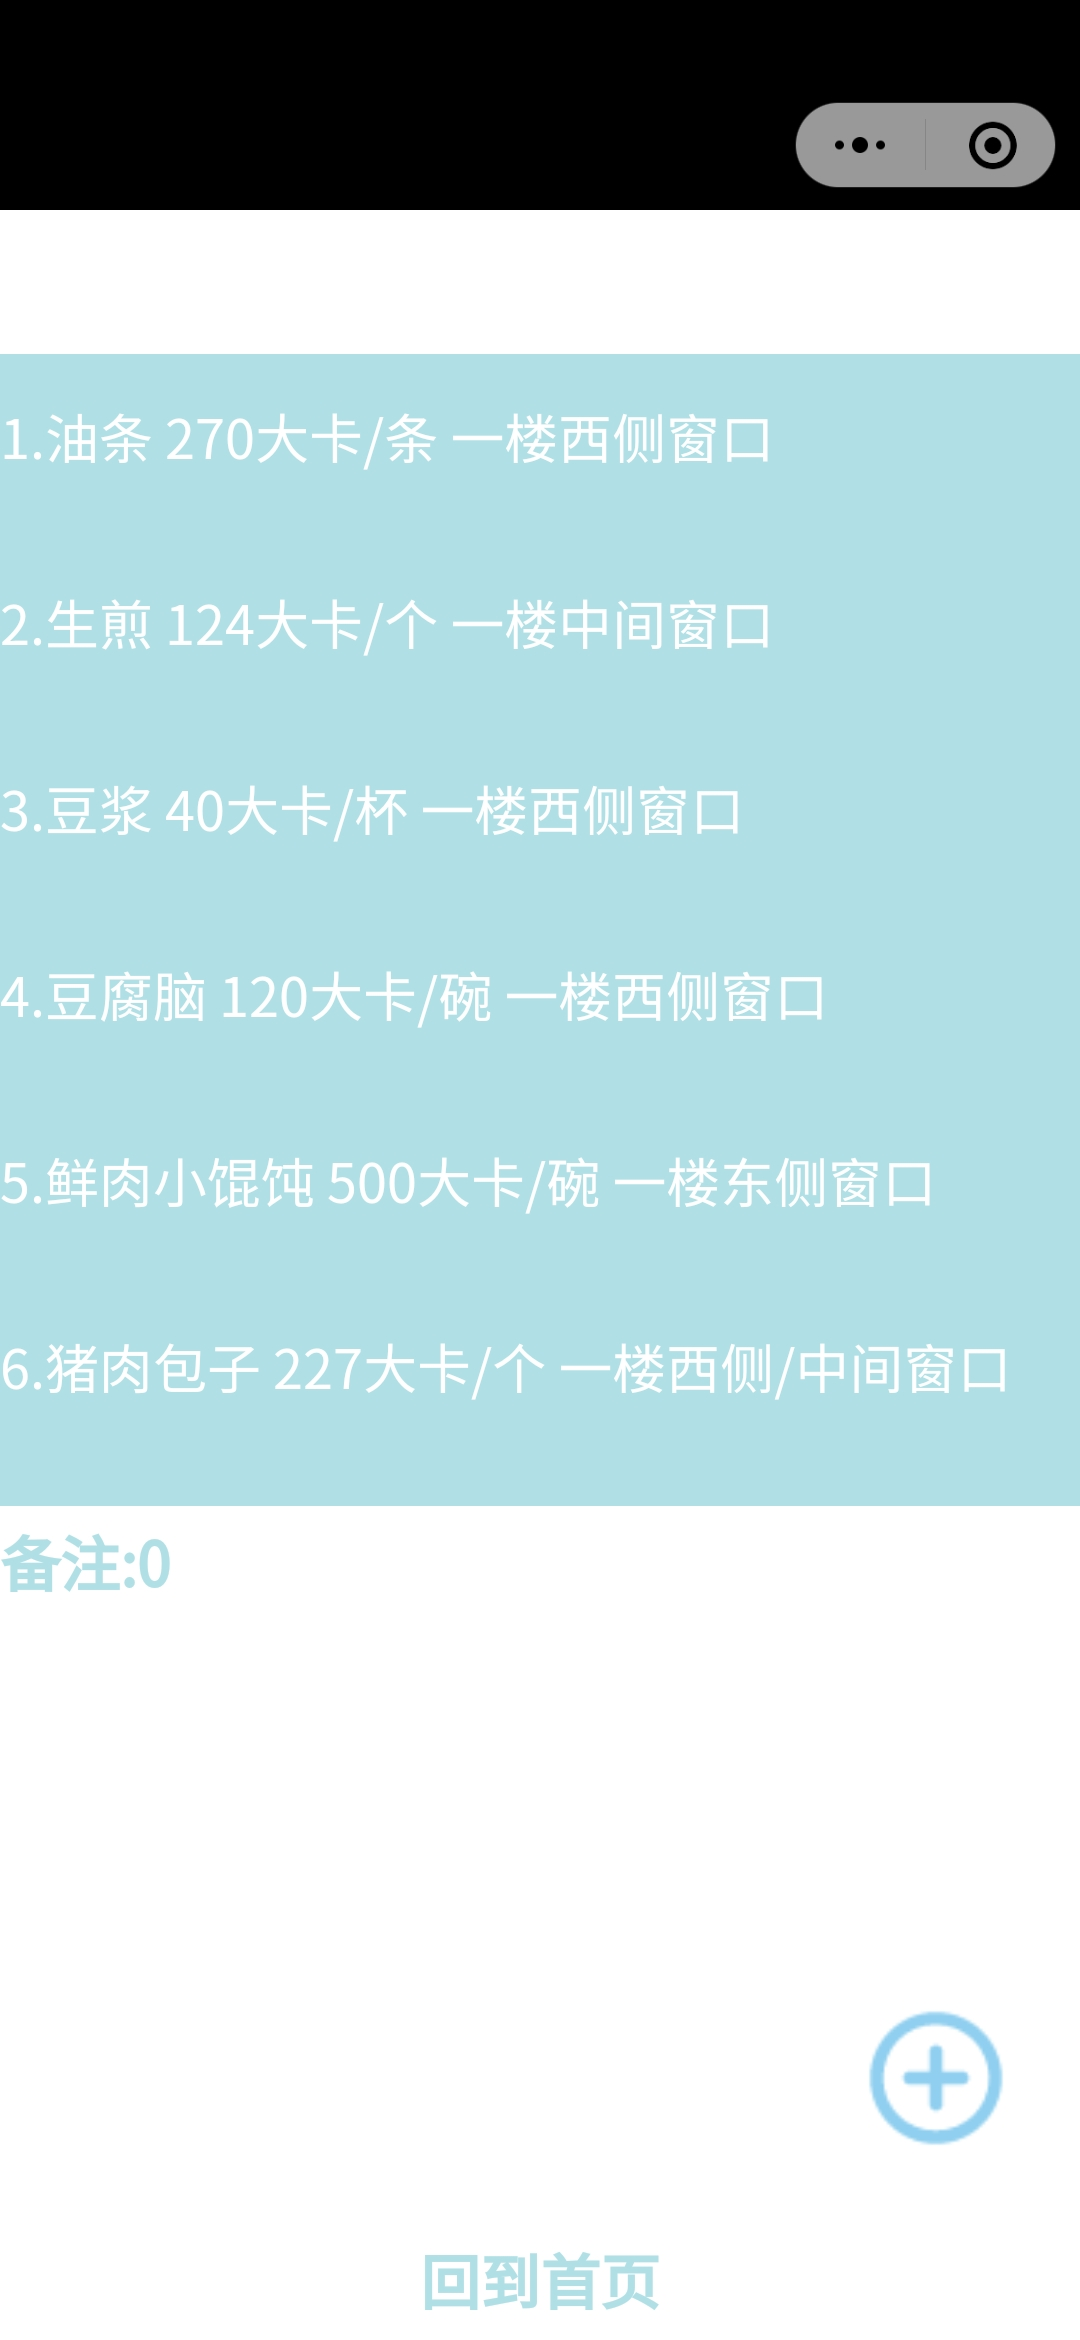 1.油条 270大卡/条 一楼西侧窗口
2.生煎 124大卡/个 一楼中间窗口
3.豆浆 40大卡/杯 一楼西侧窗口
4.豆腐脑 120大卡/碗 一楼西侧窗口
5.鲜肉小馄饨 500大卡/碗 一楼东侧窗口
6.猪肉包子 227大卡/个 一楼西侧/中间窗口
备注:0
回到首页